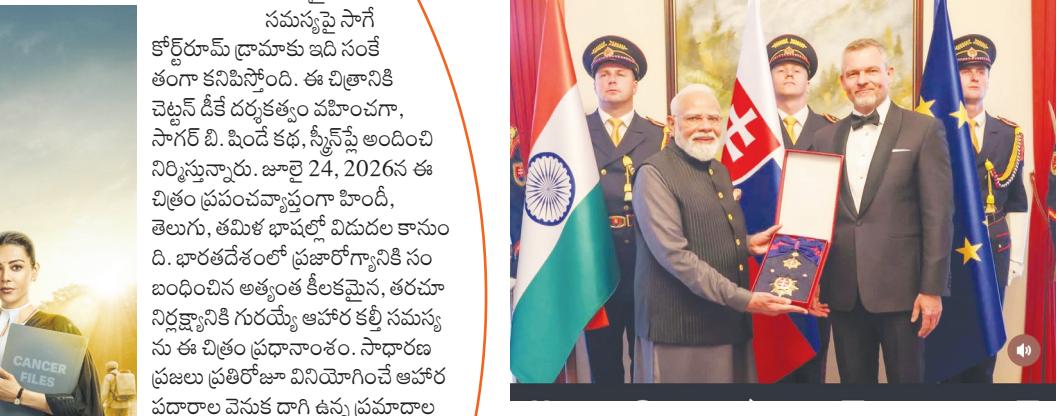 సమస్యపై సాగే
కోర్ట్‌రూమ్ డ్రామాకు ఇది సంకే
తంగా కనిపిస్తోంది. ఈ చిత్రానికి
చెట్టన్ డీకే దర్శకత్వం వహించగా,
సాగర్ బి. షిండే కథ, స్క్రీన్‌ప్లే అందించి
నిర్మిస్తున్నారు. జూలై 24, 2026న ఈ
చిత్రం ప్రపంచవ్యాప్తంగా హిందీ,
తెలుగు, తమిళ భాషల్లో విడుదల కానుం
ది. భారతదేశంలో ప్రజారోగ్యానికి సం
బంధించిన అత్యంత కీలకమైన, తరచూ
నిర్లక్ష్యానికి గురయ్యే ఆహార కల్తీ సమస్య
ను ఈ చిత్రం ప్రధానాంశం. సాధారణ
ప్రజలు ప్రతిరోజూ వినియోగించే ఆహార
పదార్థాల వెనుక దాగి ఉన్న ప్రమాదాల
CANCER
FILES